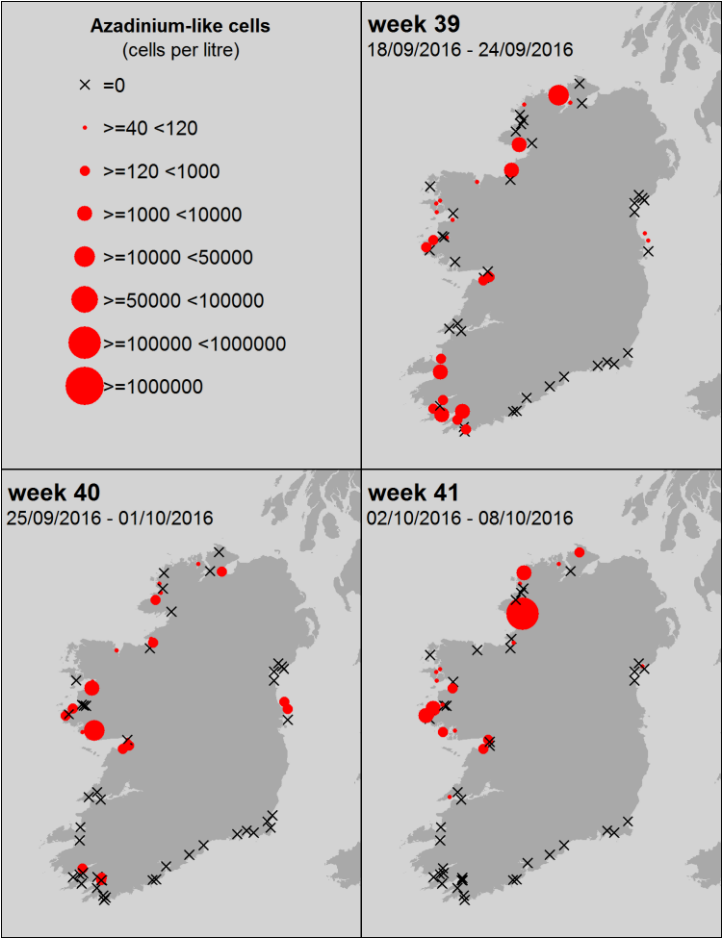 Azadinium-like cells
(cells per litre)
=0
>=40 <120
>=120 <1000
>=1000 <10000
>=10000 <50000
>=50000 <100000
>=100000 <1000000
>=1000000
week 39
18/09/2016 - 24/09/2016
week 40
25/09/2016 - 01/10/2016
week 41
02/10/2016 - 08/10/2016